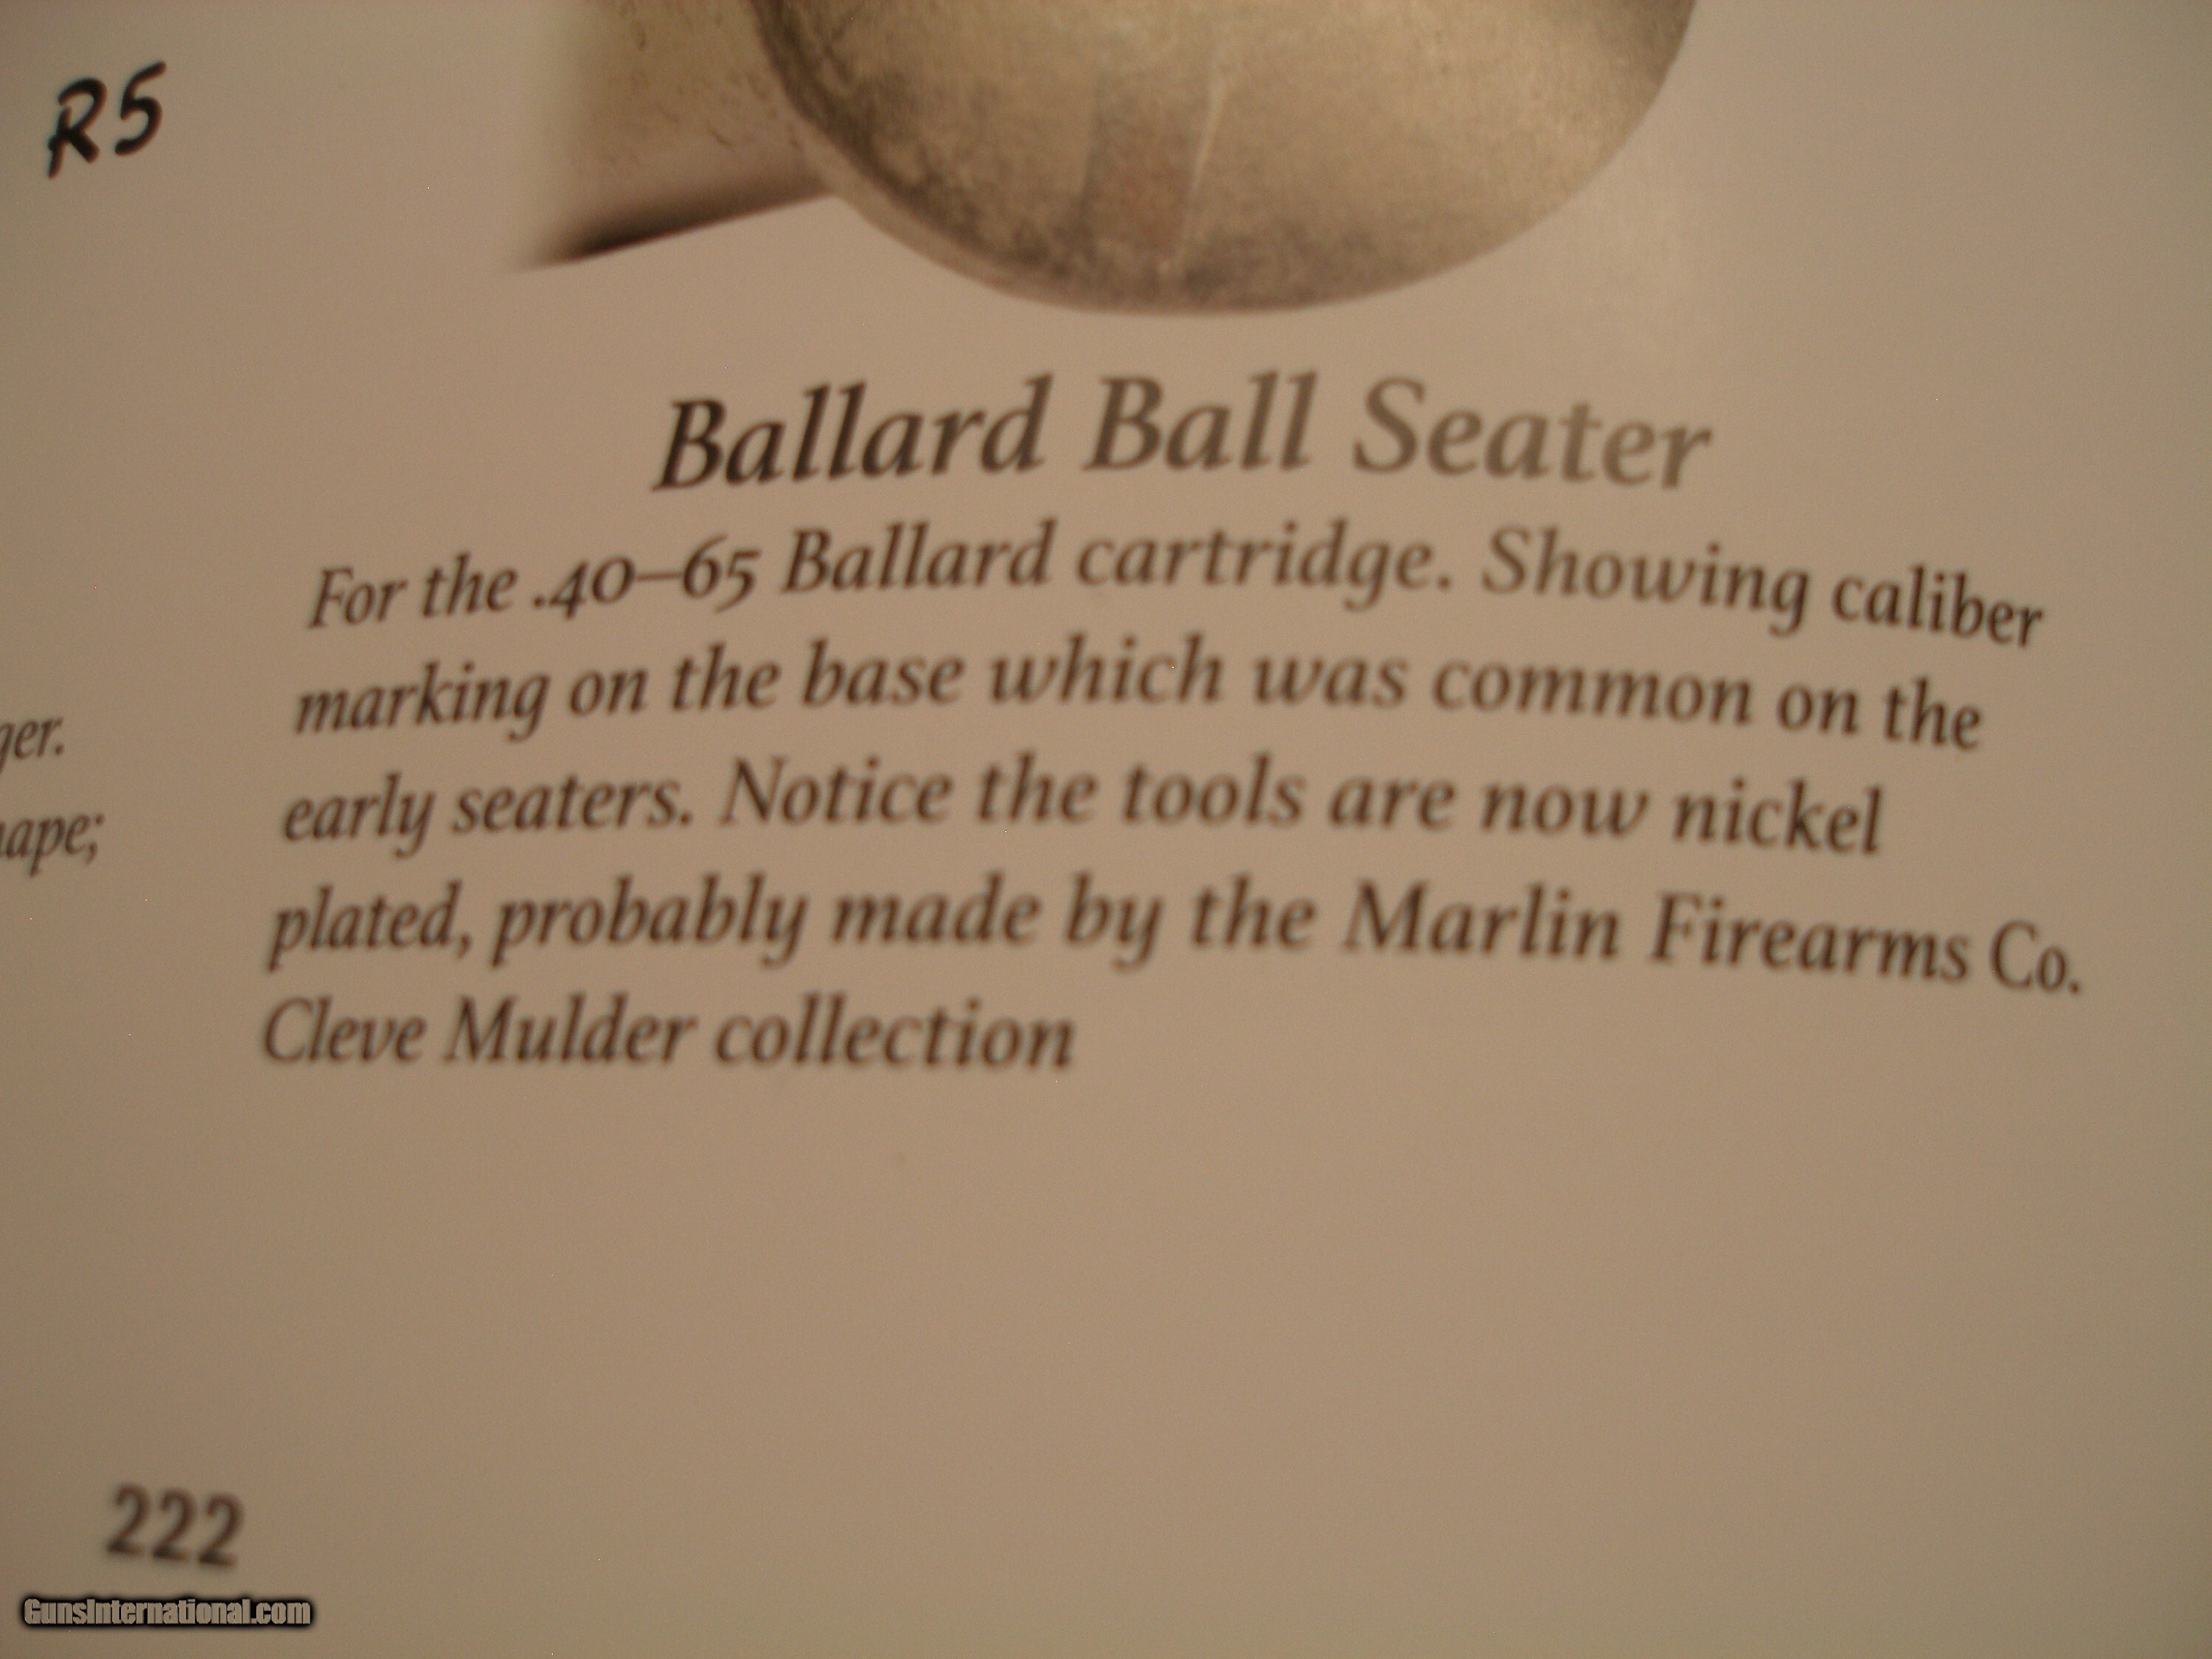 R5
Ballard Ball Seater
For the .40–65 Ballard cartridge. Showing caliber
marking on the base which was common on the
early seaters. Notice the tools are now nickel
plated, probably made by the Marlin Firearms Co.
Cleve Mulder collection
ger.
ape;
222
GunsInternational.com